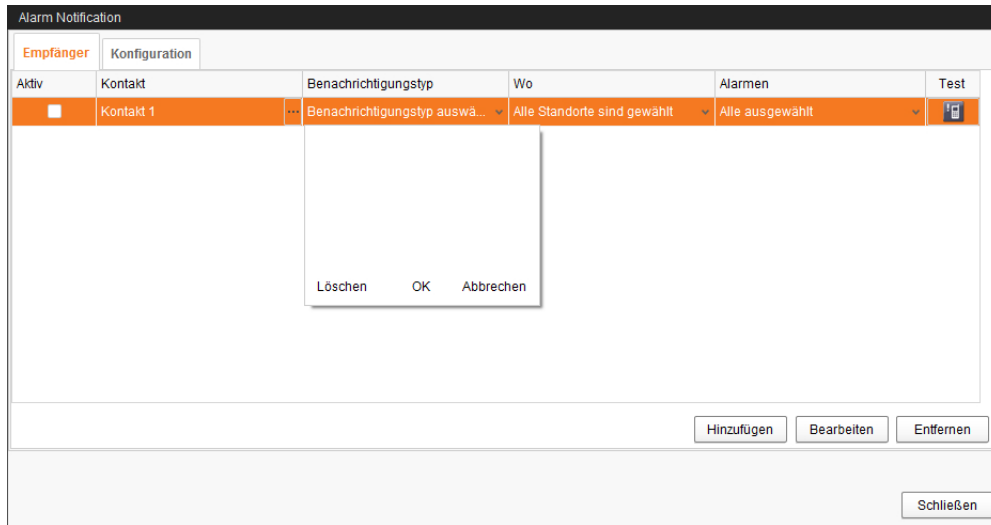 Alarm Notification
Empfänger Konfiguration
Aktiv Kontakt Benachrichtigungstyp Wo Alarmen Test
Kontakt 1 ... Benachrichtigungstyp auswä... Alle Standorte sind gewählt Alle ausgewählt
Löschen OK Abbrechen
Hinzufügen Bearbeiten Entfernen
Schließen